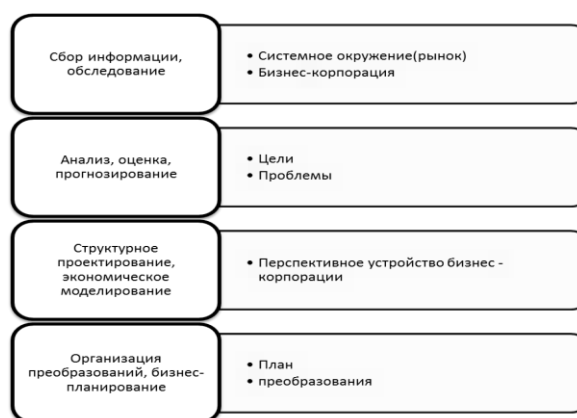 Сбор информации,
обследование
• Системное окружение(рынок)
• Бизнес-корпорация
Анализ, оценка,
прогнозирование
• Цели
• Проблемы
Структурное
проектирование,
экономическое
моделирование
• Перспективное устройство бизнес -
корпорации
Организация
преобразований, бизнес-
планирование
• План
• преобразования